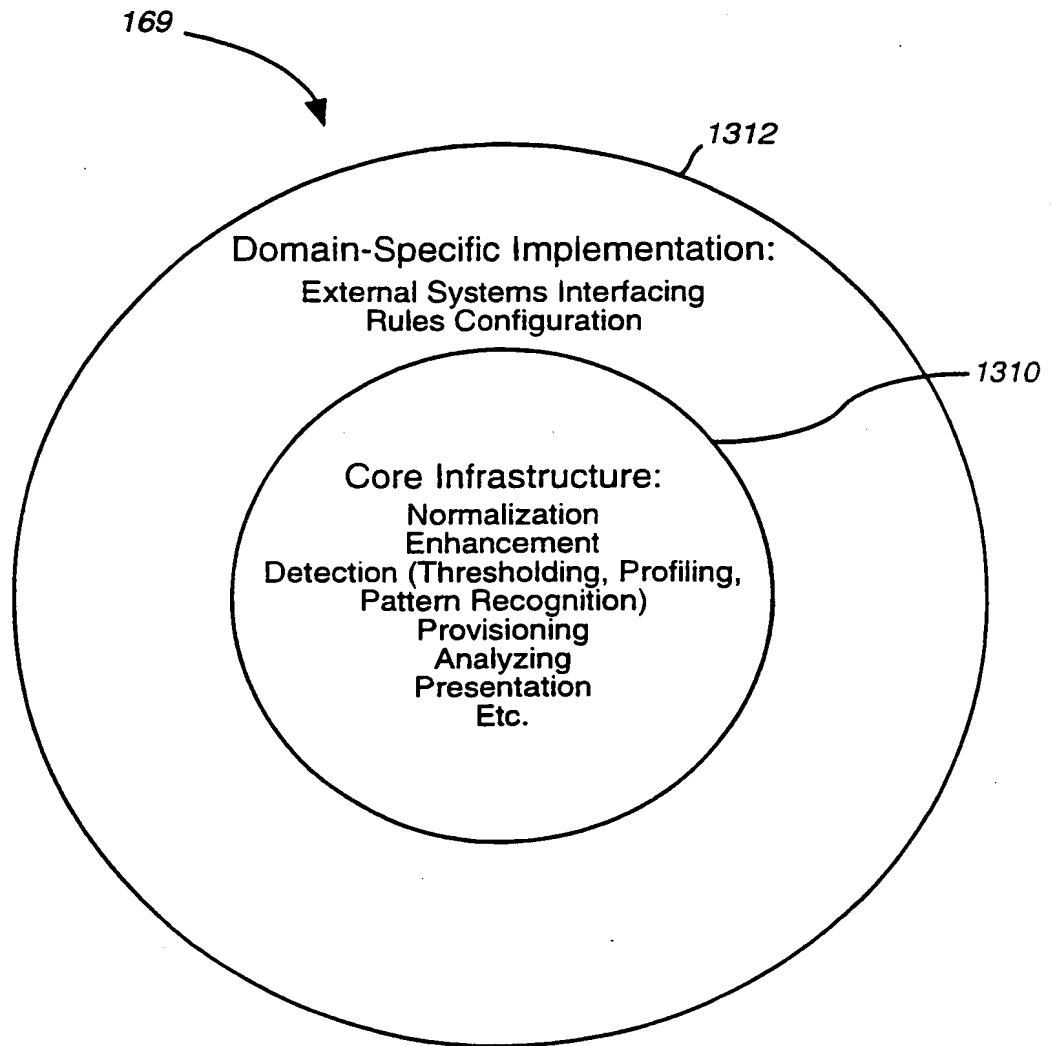 169
1312
Domain-Specific Implementation:
External Systems Interfacing
Rules Configuration
1310
Core Infrastructure:
Normalization
Enhancement
Detection (Thresholding, Profiling,
Pattern Recognition)
Provisioning
Analyzing
Presentation
Etc.